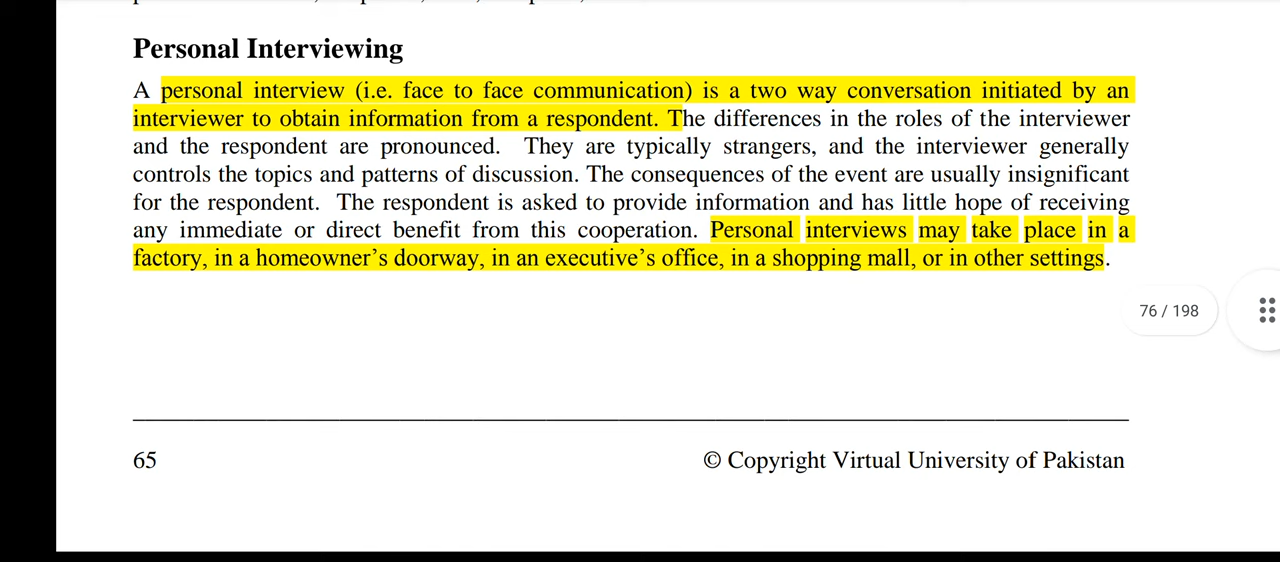 Personal Interviewing
A personal interview (i.e. face to face communication) is a two way conversation initiated by an
interviewer to obtain information from a respondent. The differences in the roles of the interviewer
and the respondent are pronounced. They are typically strangers, and the interviewer generally
controls the topics and patterns of discussion. The consequences of the event are usually insignificant
for the respondent. The respondent is asked to provide information and has little hope of receiving
any immediate or direct benefit from this cooperation. Personal interviews may take place in a
factory, in a homeowner's doorway, in an executive's office, in a shopping mall, or in other settings.
76 / 198
65 © Copyright Virtual University of Pakistan